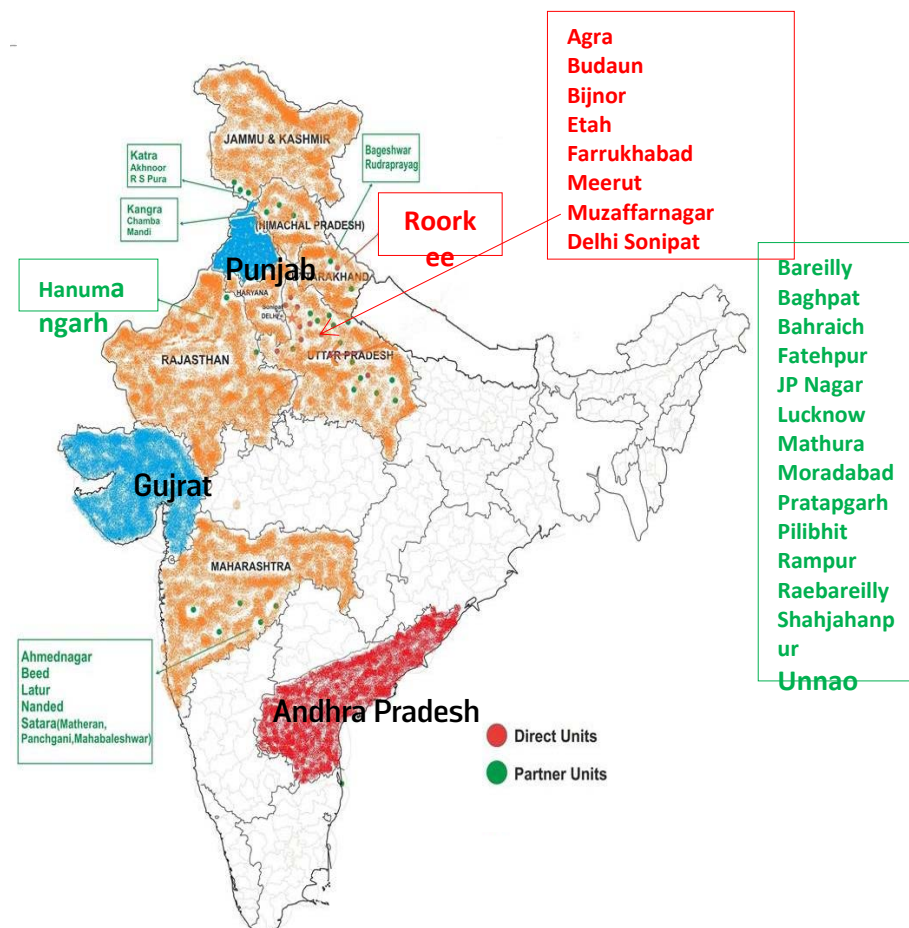 Agra
Budaun
Bijnor
Etah
Farrukhabad
Meerut
Muzaffarnagar
Delhi Sonipat
JAMMU & KASHMIR
Katra
Akhnoor
R S Pura
Bageshwar
Rudraprayag
Kangra
Chamba
Mandi
(HIMACHAL PRADESH)
Roork
ee
Punjab
UTTARAKHAND
Hanuma
ngarh
HARYANA
Sonipat
DELHI
RAJASTHAN
UTTAR PRADESH
Bareilly
Baghpat
Bahraich
Fatehpur
JP Nagar
Lucknow
Mathura
Moradabad
Pratapgarh
Pilibhit
Rampur
Raebareilly
Shahjahanp
ur
Unnao
Gujrat
MAHARASHTRA
Ahmednagar
Beed
Latur
Nanded
Satara(Matheran,
Panchgani,Mahabaleshwar)
Andhra Pradesh
Direct Units
Partner Units